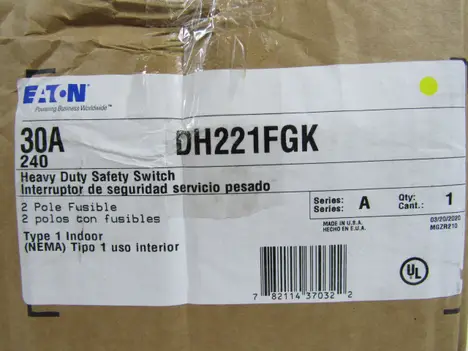 EATON
Powering Business Worldwide™
30A DH221FGK
240
Heavy Duty Safety Switch
Interruptor de seguridad servicio pesado
2 Pole Fusible
2 polos con fusibles
Type 1 Indoor
(NEMA) Tipo 1 uso interior
Series: A Qty: 1
Series: Cant.:
MADE IN U.S.A.
HECHO EN E.U.A.
03/20/2020
MGZR210
UL
7 82114 37032 2